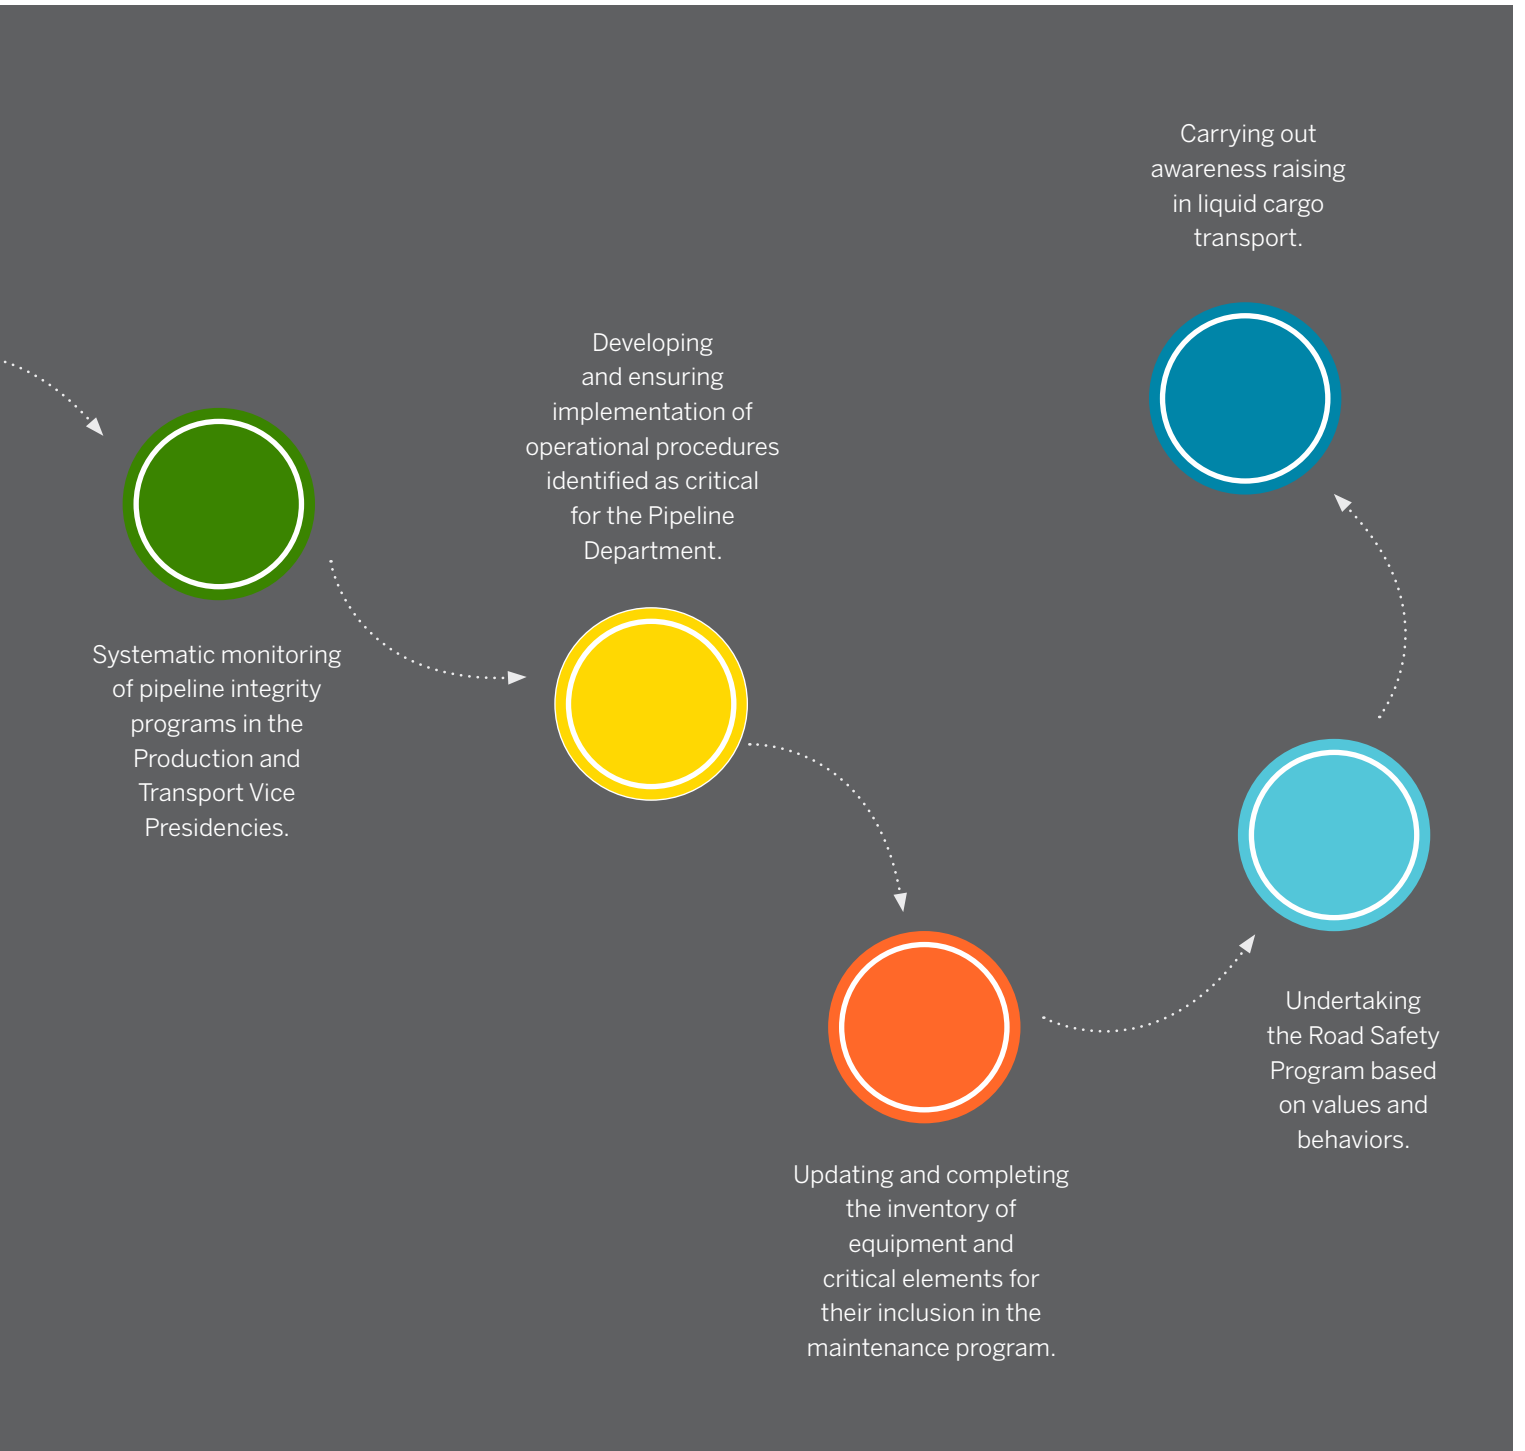 Systematic monitoring
of pipeline integrity
programs in the
Production and
Transport Vice
Presidencies.
Developing
and ensuring
implementation of
operational procedures
identified as critical
for the Pipeline
Department.
Updating and completing
the inventory of
equipment and
critical elements for
their inclusion in the
maintenance program.
Undertaking
the Road Safety
Program based
on values and
behaviors.
Carrying out
awareness raising
in liquid cargo
transport.